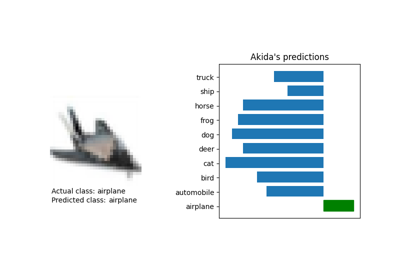 Akida's predictions
truck
ship
horse
frog
dog
deer
cat
bird
automobile
airplane
Actual class: airplane
Predicted class: airplane